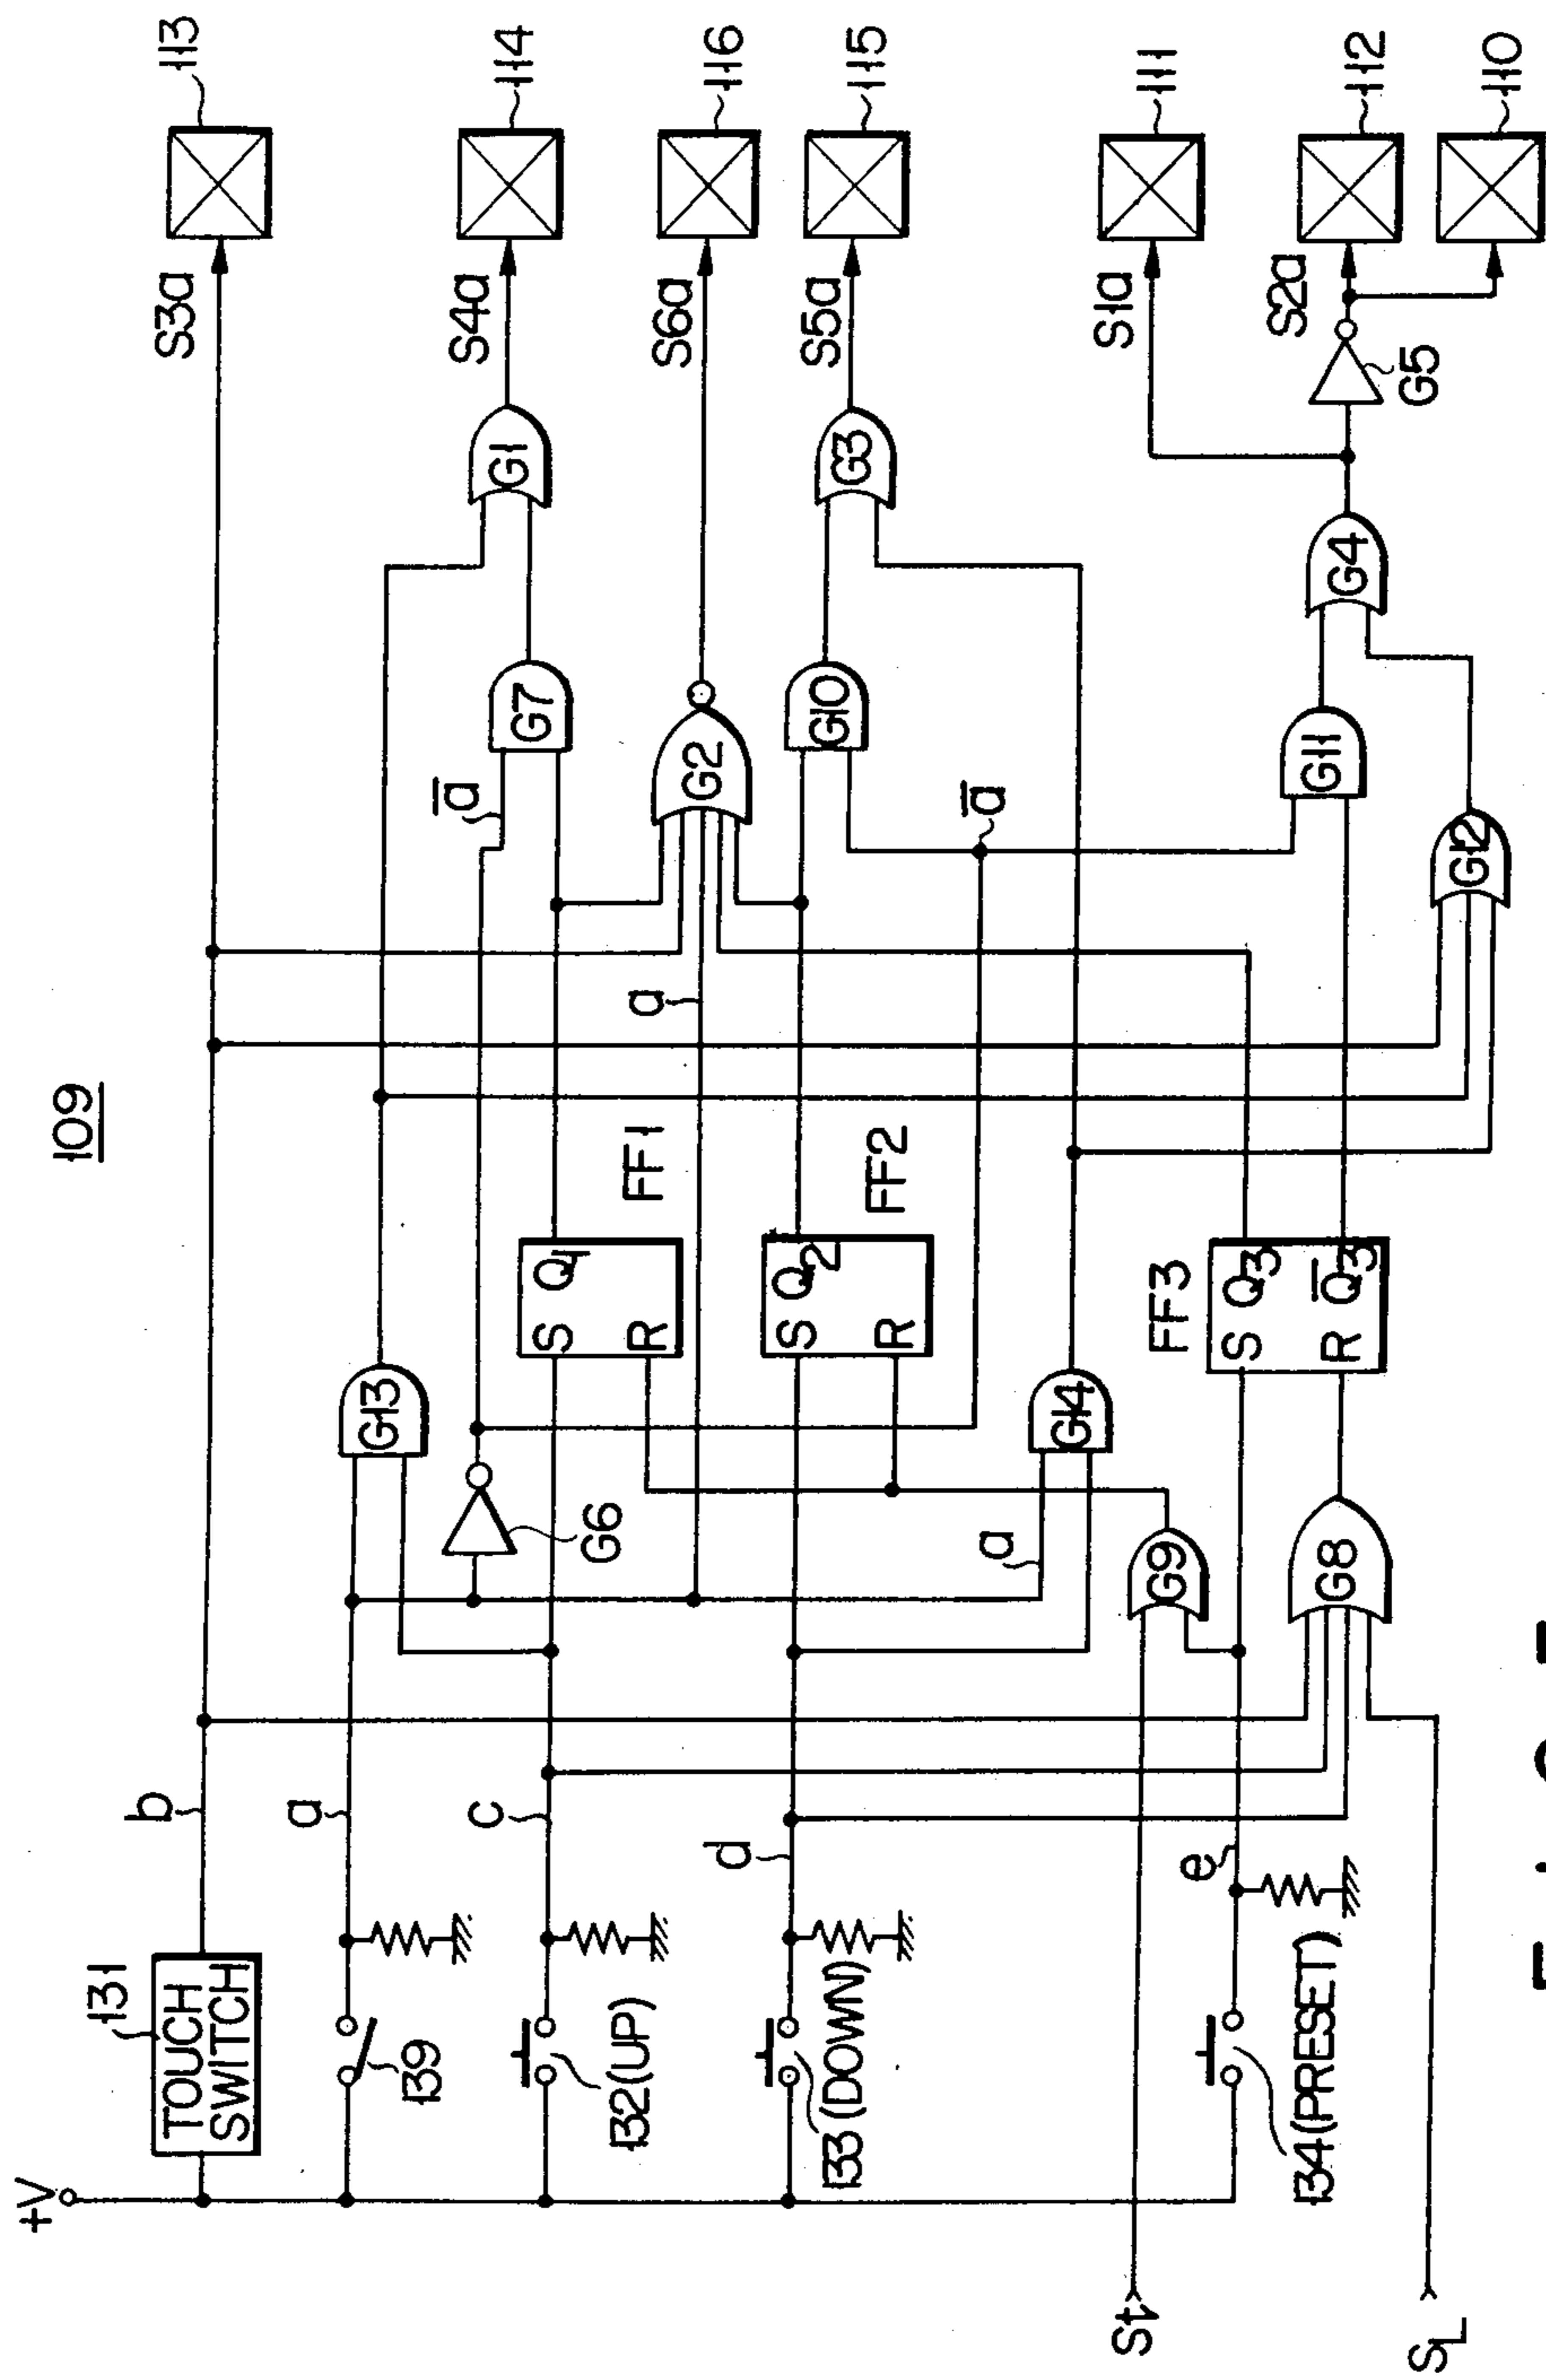 109
+V
131
TOUCH
SWITCH
b
S3a
113
139
a
G13
G6
a̅
G7
G1
S4a
114
132(UP)
c
S
Q1
R
FF1
a
G2
S6a
116
133(DOWN)
d
S
Q2
R
FF2
G10
G3
S5a
115
a
G14
a̅
St
G9
FF3
S1a
111
134(PRESET)
e
S
Q3
R
Q̅3
G8
G11
G4
G5
S2a
112
SL
G12
110